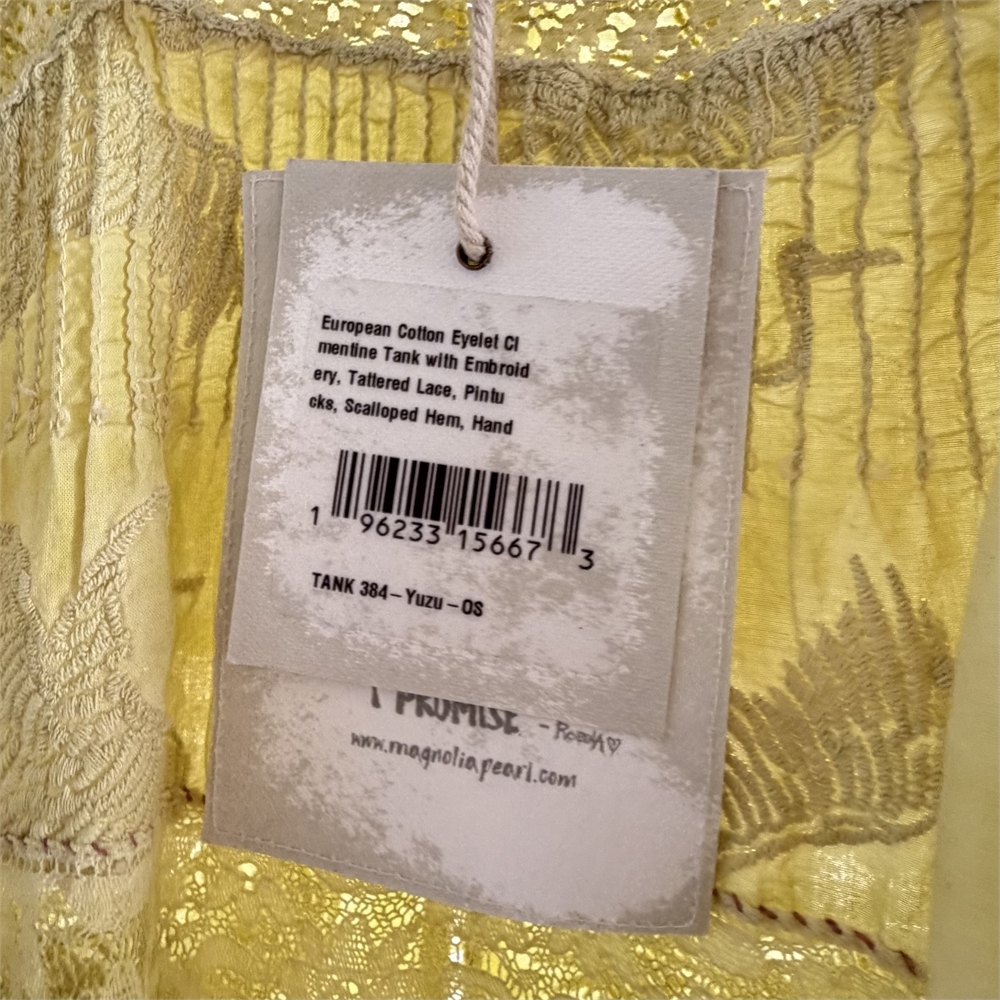 European Cotton Eyelet Cl
mentine Tank with Embroid
ery, Tattered Lace, Pintu
cks, Scalloped Hem, Hand
1 96233 15667 3
TANK 384-Yuzu-OS
I PROMISE
www.magnoliapearl.com